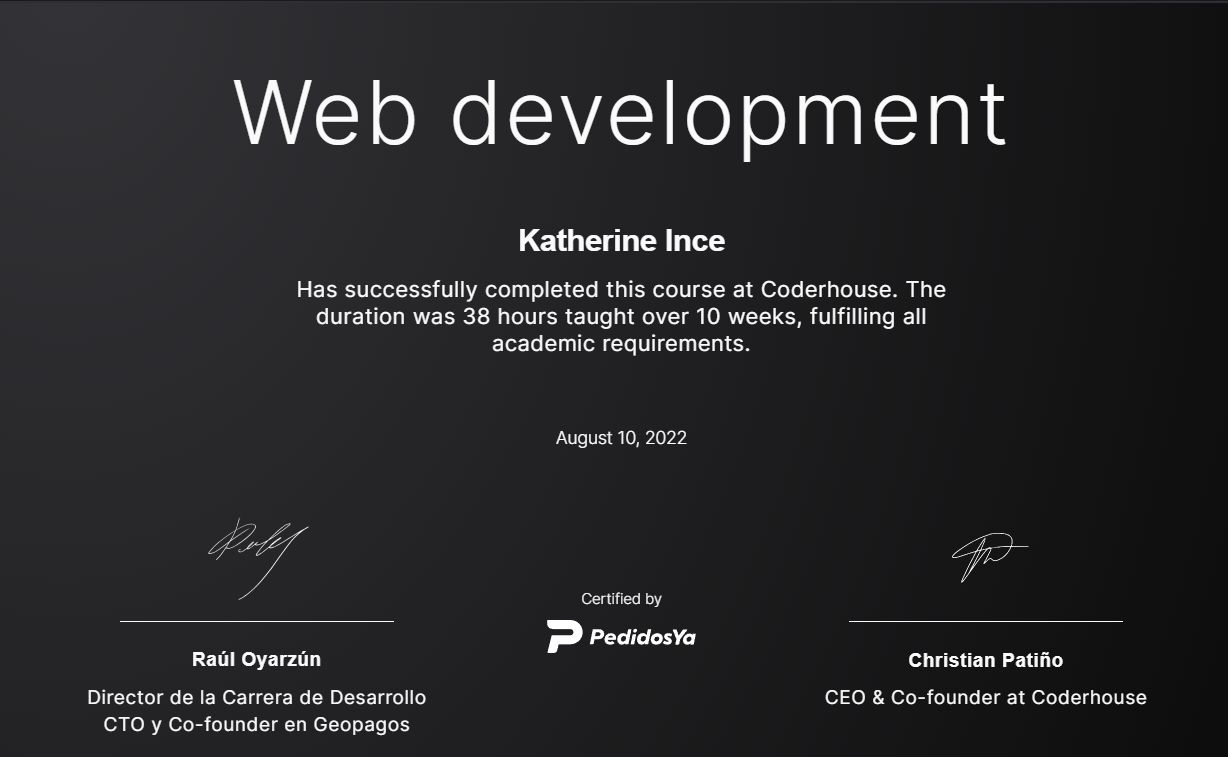 Web development
Katherine Ince
Has successfully completed this course at Coderhouse. The
duration was 38 hours taught over 10 weeks, fulfilling all
academic requirements.
August 10, 2022
Certified by
PedidosYa
Raúl Oyarzún
Director de la Carrera de Desarrollo
CTO y Co-founder en Geopagos
Christian Patiño
CEO & Co-founder at Coderhouse